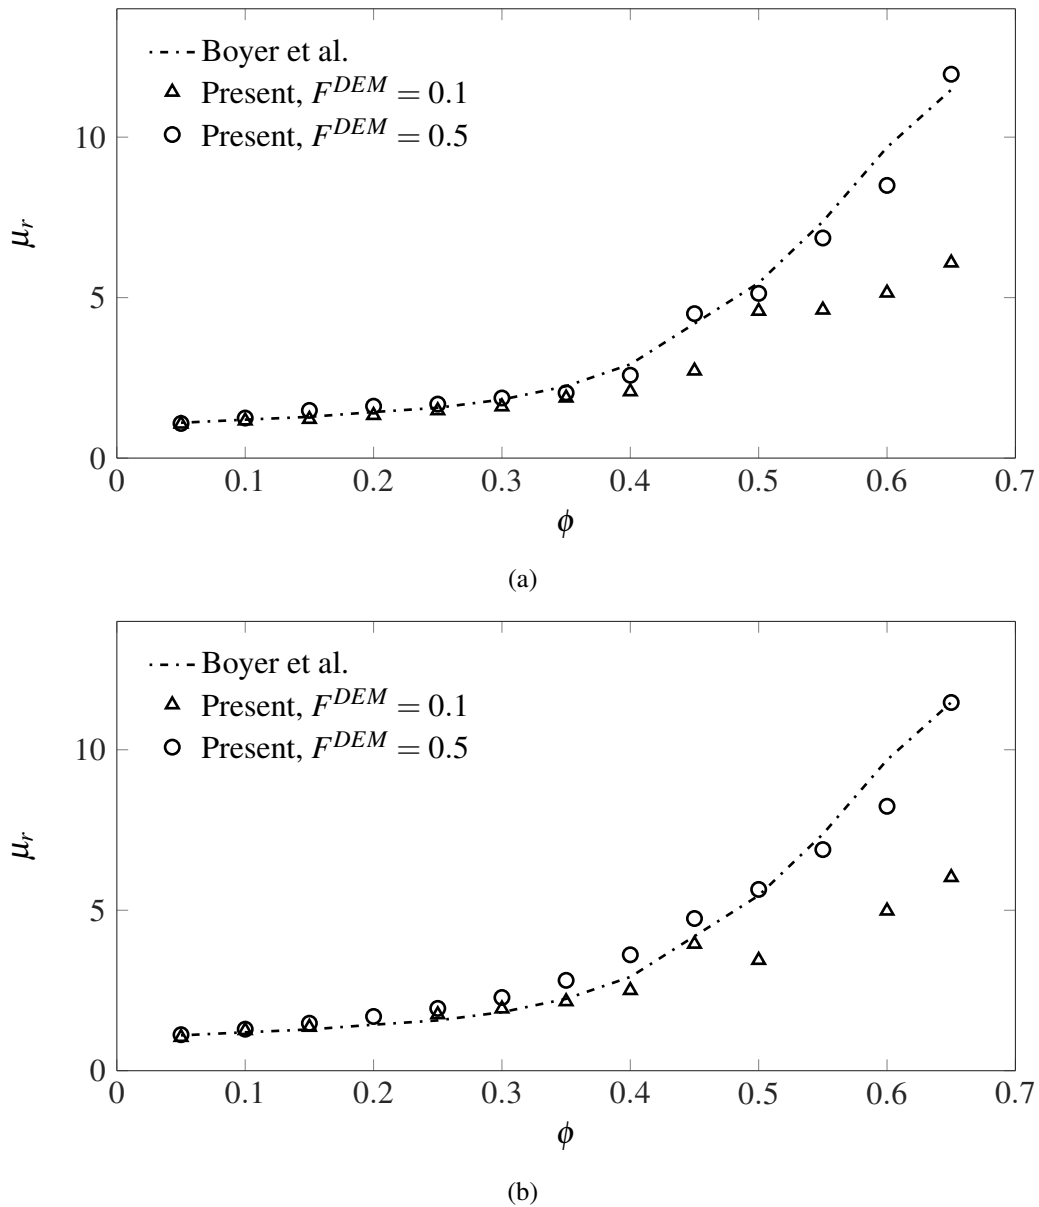 Boyer et al.
Present, F^DEM = 0.1
Present, F^DEM = 0.5
10
5
0
μr
0 0.1 0.2 0.3 0.4 0.5 0.6 0.7
ϕ
(a)
Boyer et al.
Present, F^DEM = 0.1
Present, F^DEM = 0.5
10
5
0
μr
0 0.1 0.2 0.3 0.4 0.5 0.6 0.7
ϕ
(b)